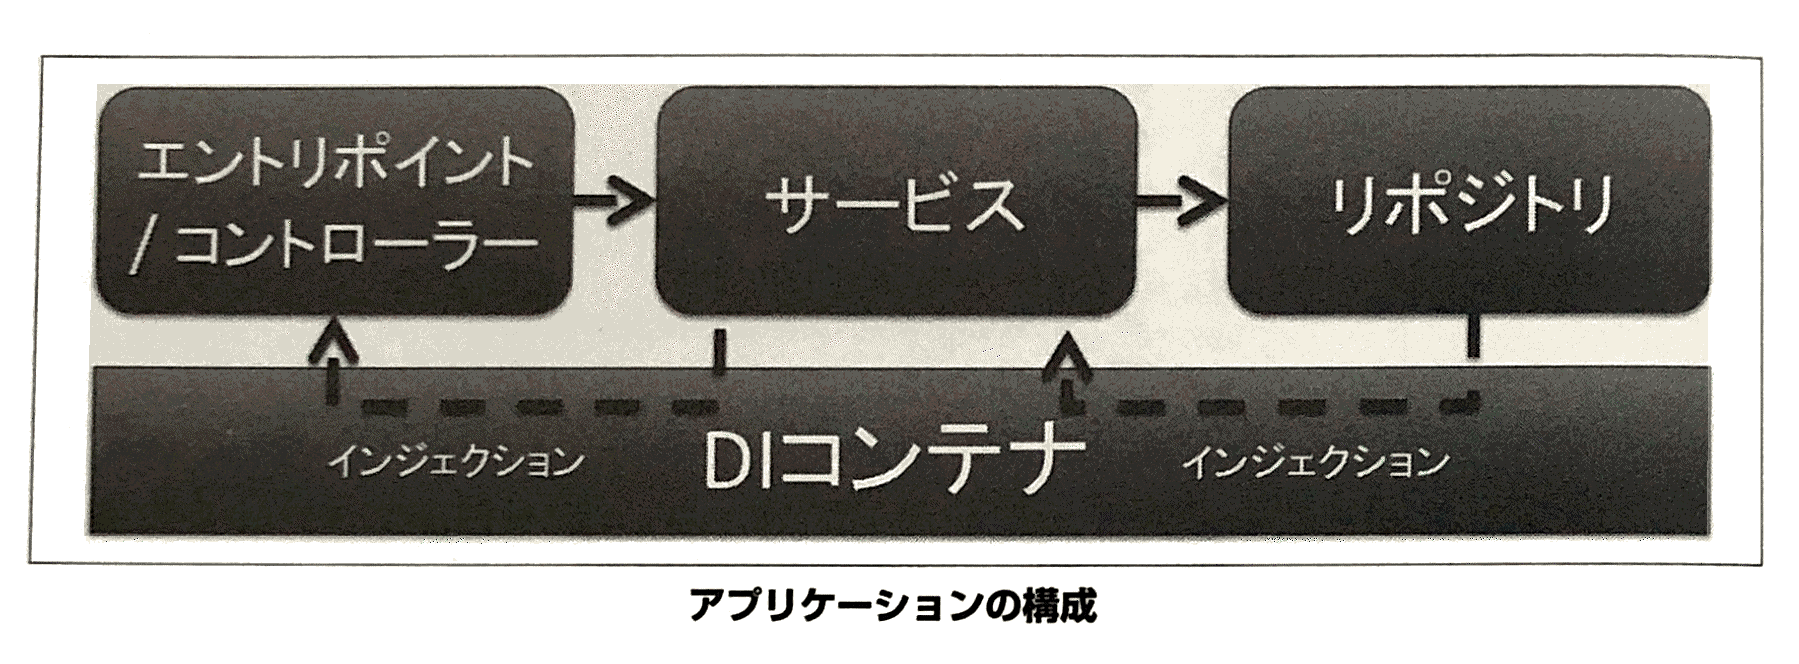 エントリポイント
/ コントローラー
サービス
リポジトリ
インジェクション
DIコンテナ
インジェクション
アプリケーションの構成